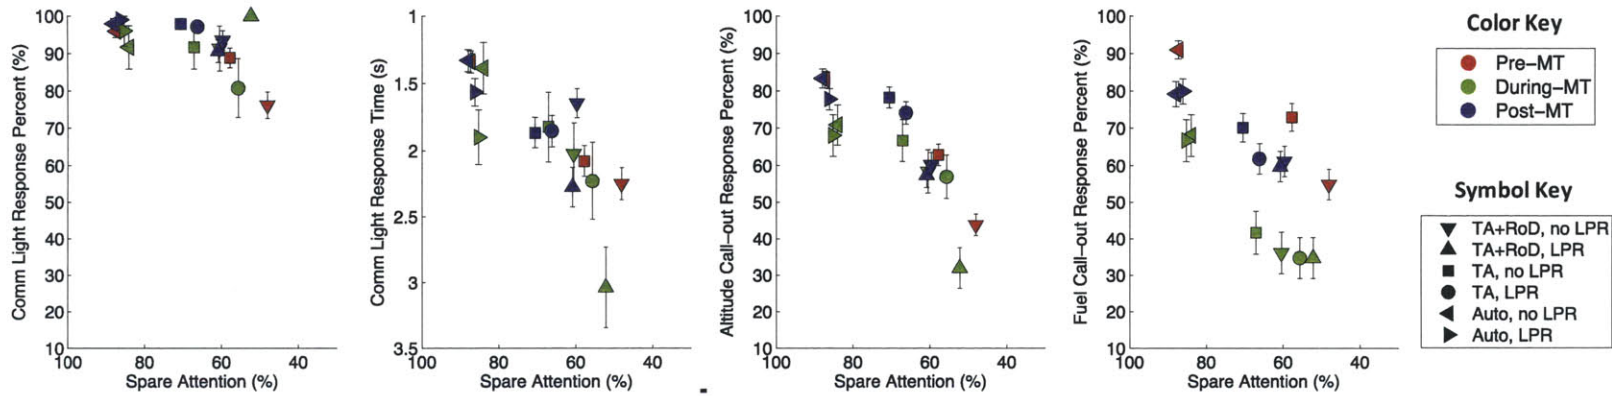 Comm Light Response Percent (%)
100
90
80
70
60
50
40
30
20
10
100 80 60 40
Spare Attention (%)
Comm Light Response Time (s)
1
1.5
2
2.5
3
3.5
100 80 60 40
Spare Attention (%)
Altitude Call-out Response Percent (%)
100
90
80
70
60
50
40
30
20
10
100 80 60 40
Spare Attention (%)
Fuel Call-out Response Percent (%)
100
90
80
70
60
50
40
30
20
10
100 80 60 40
Spare Attention (%)
Color Key
Pre-MT
During-MT
Post-MT
Symbol Key
TA+RoD, no LPR
TA+RoD, LPR
TA, no LPR
TA, LPR
Auto, no LPR
Auto, LPR